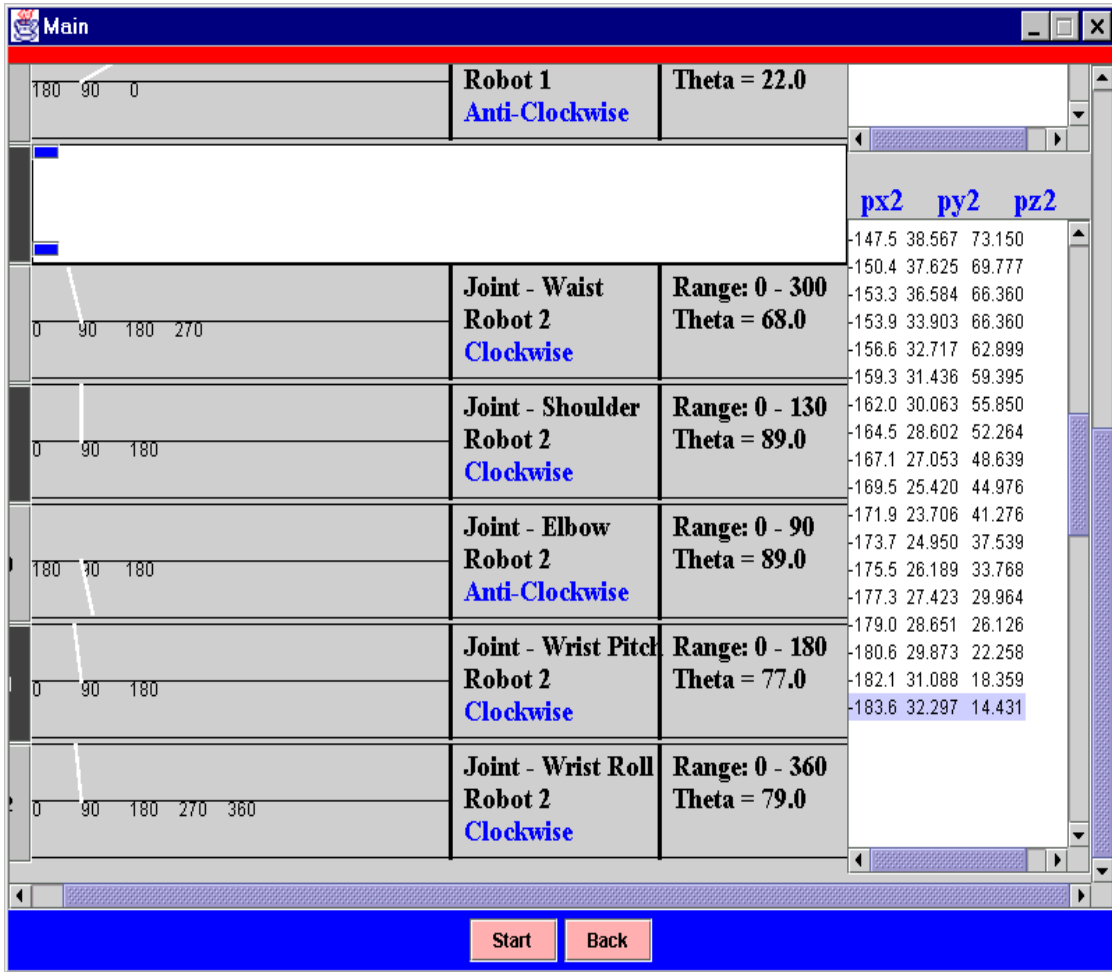 Main
180 90 0
Robot 1
Anti-Clockwise
Theta = 22.0
px2 py2 pz2
Joint - Waist
Robot 2
Clockwise
Range: 0 - 300
Theta = 68.0
0 90 180 270
Joint - Shoulder
Robot 2
Clockwise
Range: 0 - 130
Theta = 89.0
0 90 180
Joint - Elbow
Robot 2
Anti-Clockwise
Range: 0 - 90
Theta = 89.0
180 90 180
Joint - Wrist Pitch
Robot 2
Clockwise
Range: 0 - 180
Theta = 77.0
0 90 180
Joint - Wrist Roll
Robot 2
Clockwise
Range: 0 - 360
Theta = 79.0
0 90 180 270 360
-147.5 38.567 73.150
-150.4 37.625 69.777
-153.3 36.584 66.360
-153.9 33.903 66.360
-156.6 32.717 62.899
-159.3 31.436 59.395
-162.0 30.063 55.850
-164.5 28.602 52.264
-167.1 27.053 48.639
-169.5 25.420 44.976
-171.9 23.706 41.276
-173.7 24.950 37.539
-175.5 26.189 33.768
-177.3 27.423 29.964
-179.0 28.651 26.126
-180.6 29.873 22.258
-182.1 31.088 18.359
-183.6 32.297 14.431
Start Back